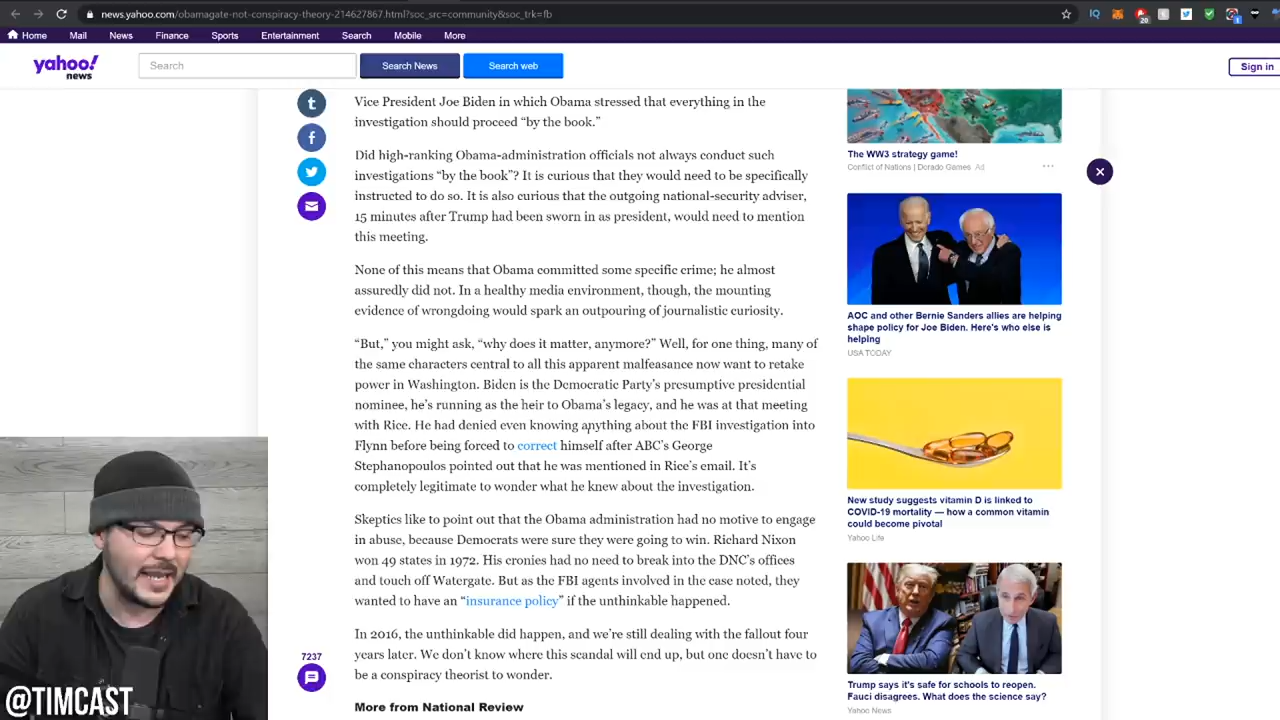 news.yahoo.com/obamagate-not-conspiracy-theory-214627867.html?soc_src=community&soc_trk=fb
IQ
20
1
Home
Mail
News
Finance
Sports
Entertainment
Search
Mobile
More
yahoo!
news
Search
Search News
Search web
Sign in
Vice President Joe Biden in which Obama stressed that everything in the
investigation should proceed “by the book.”
Did high-ranking Obama-administration officials not always conduct such
investigations “by the book”? It is curious that they would need to be specifically
instructed to do so. It is also curious that the outgoing national-security adviser,
15 minutes after Trump had been sworn in as president, would need to mention
this meeting.
None of this means that Obama committed some specific crime; he almost
assuredly did not. In a healthy media environment, though, the mounting
evidence of wrongdoing would spark an outpouring of journalistic curiosity.
“But,” you might ask, “why does it matter, anymore?” Well, for one thing, many of
the same characters central to all this apparent malfeasance now want to retake
power in Washington. Biden is the Democratic Party’s presumptive presidential
nominee, he’s running as the heir to Obama’s legacy, and he was at that meeting
with Rice. He had denied even knowing anything about the FBI investigation into
Flynn before being forced to correct himself after ABC’s George
Stephanopoulos pointed out that he was mentioned in Rice’s email. It’s
completely legitimate to wonder what he knew about the investigation.
Skeptics like to point out that the Obama administration had no motive to engage
in abuse, because Democrats were sure they were going to win. Richard Nixon
won 49 states in 1972. His cronies had no need to break into the DNC’s offices
and touch off Watergate. But as the FBI agents involved in the case noted, they
wanted to have an “insurance policy” if the unthinkable happened.
In 2016, the unthinkable did happen, and we’re still dealing with the fallout four
years later. We don’t know where this scandal will end up, but one doesn’t have to
be a conspiracy theorist to wonder.
More from National Review
7237
The WW3 strategy game!
Conflict of Nations | Dorado Games Ad
AOC and other Bernie Sanders allies are helping
shape policy for Joe Biden. Here's who else is
helping
USA TODAY
New study suggests vitamin D is linked to
COVID-19 mortality — how a common vitamin
could become pivotal
Yahoo Life
Trump says it's safe for schools to reopen.
Fauci disagrees. What does the science say?
Yahoo News
@TIMCAST